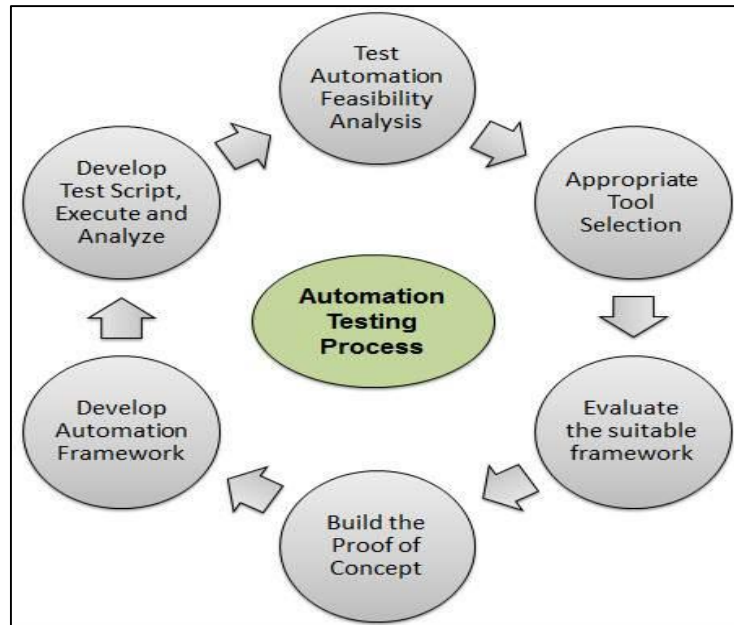 Test
Automation
Feasibility
Analysis
Appropriate
Tool
Selection
Evaluate
the suitable
framework
Build the
Proof of
Concept
Develop
Automation
Framework
Develop
Test Script,
Execute and
Analyze
Automation
Testing
Process